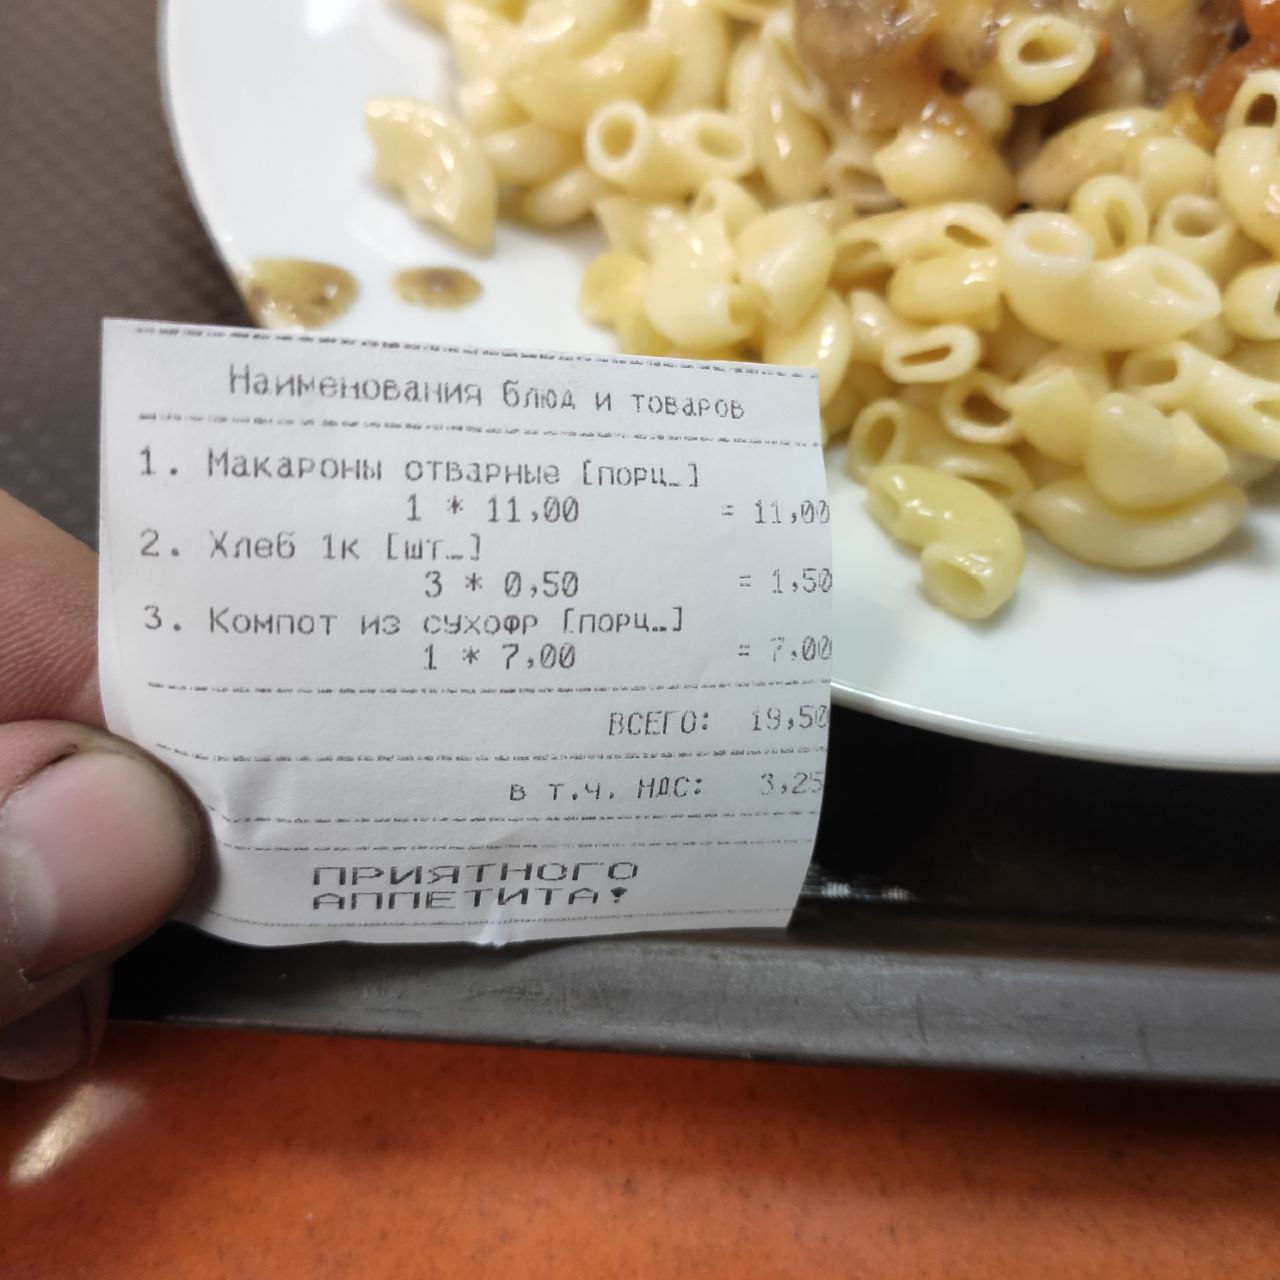 Наименования блюд и товаров
1. Макароны отварные [порц…]
1 * 11,00 = 11,00
2. Хлеб 1к [шт…]
3 * 0,50 = 1,50
3. Компот из сухофр [порц…]
1 * 7,00 = 7,00
ВСЕГО: 19,50
в т.ч. НДС: 3,25
ПРИЯТНОГО
АППЕТИТА!